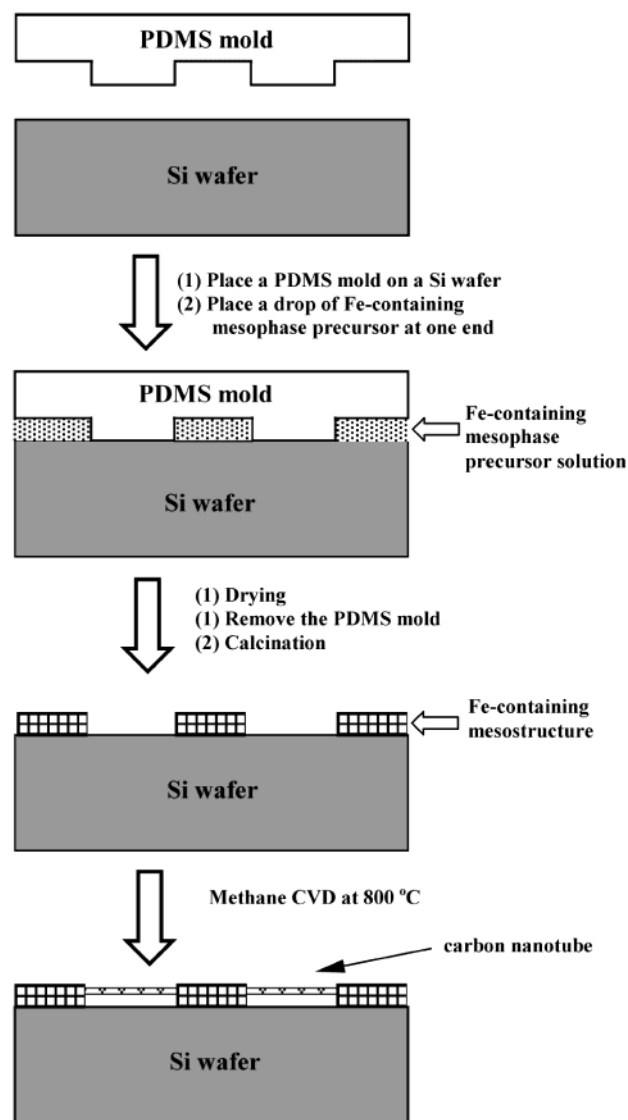 PDMS mold
Si wafer
(1) Place a PDMS mold on a Si wafer
(2) Place a drop of Fe-containing
mesophase precursor at one end
PDMS mold
Fe-containing
mesophase
precursor solution
Si wafer
(1) Drying
(1) Remove the PDMS mold
(2) Calcination
Fe-containing
mesostructure
Si wafer
Methane CVD at 800 °C
carbon nanotube
Si wafer